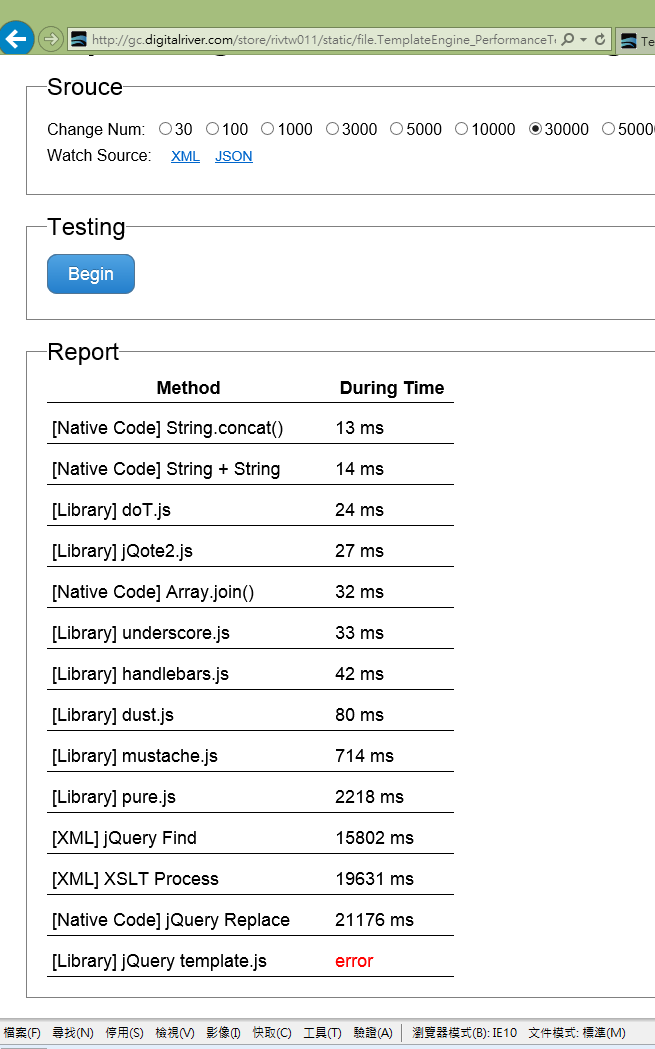 http://gc.digitalriver.com/store/rivtw011/static/file.TemplateEngine_PerformanceTe
Te
Srouce
Change Num: 30 100 1000 3000 5000 10000 30000 5000
Watch Source: XML JSON
Testing
Begin
Report
Method During Time
[Native Code] String.concat() 13 ms
[Native Code] String + String 14 ms
[Library] doT.js 24 ms
[Library] jQote2.js 27 ms
[Native Code] Array.join() 32 ms
[Library] underscore.js 33 ms
[Library] handlebars.js 42 ms
[Library] dust.js 80 ms
[Library] mustache.js 714 ms
[Library] pure.js 2218 ms
[XML] jQuery Find 15802 ms
[XML] XSLT Process 19631 ms
[Native Code] jQuery Replace 21176 ms
[Library] jQuery template.js error
檔案(F) 尋找(N) 停用(S) 檢視(V) 影像(I) 快取(C) 工具(T) 驗證(A) 瀏覽器模式(B): IE10 文件模式: 標準(M)